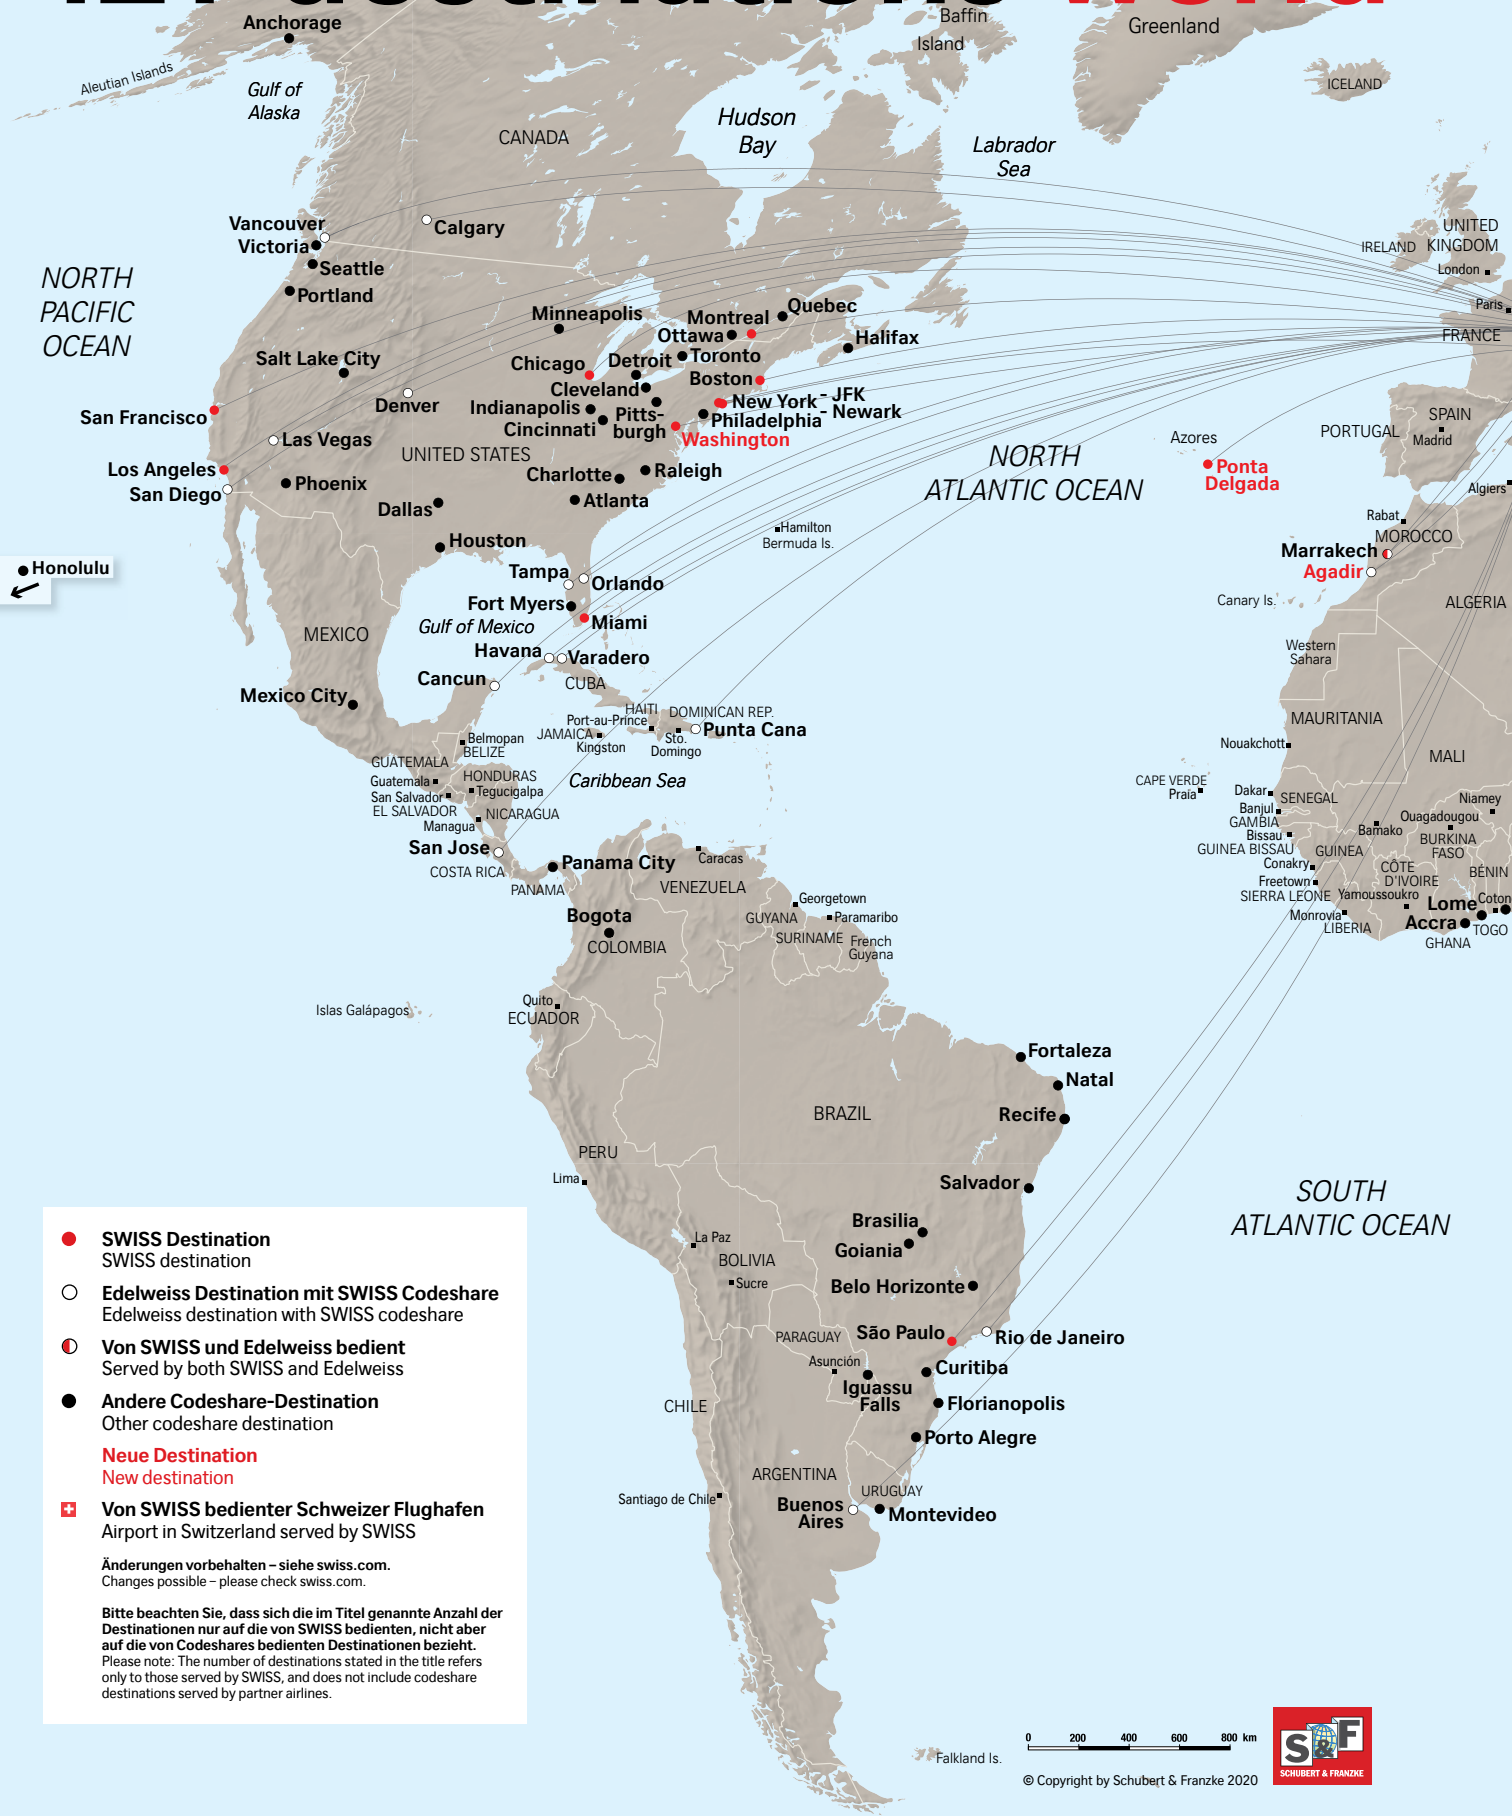 Anchorage
Baffin
Island
Greenland
Aleutian Islands
Gulf of
Alaska
ICELAND
CANADA
Hudson
Bay
Labrador
Sea
Vancouver
Victoria
Calgary
Seattle
Portland
NORTH
PACIFIC
OCEAN
UNITED
KINGDOM
IRELAND
London
Paris
FRANCE
Minneapolis
Montreal
Quebec
Ottawa
Halifax
Salt Lake City
Chicago
Detroit
Toronto
Boston
Cleveland
Denver
Indianapolis
Cincinnati
Pitts-
burgh
New York
- JFK
- Newark
Philadelphia
Washington
San Francisco
Las Vegas
UNITED STATES
Los Angeles
San Diego
Phoenix
Charlotte
Raleigh
Dallas
Atlanta
Houston
NORTH
ATLANTIC OCEAN
Azores
Ponta
Delgada
PORTUGAL
SPAIN
Madrid
Algiers
Hamilton
Bermuda Is.
Rabat
MOROCCO
Marrakech
Agadir
Honolulu
Tampa
Orlando
Fort Myers
Miami
Gulf of Mexico
MEXICO
Havana
Varadero
CUBA
Cancun
Mexico City
Canary Is.
ALGERIA
Western
Sahara
HAITI
DOMINICAN REP.
Port-au-Prince
JAMAICA
Kingston
Sto.
Domingo
Punta Cana
Belmopan
BELIZE
GUATEMALA
Guatemala
HONDURAS
Tegucigalpa
San Salvador
EL SALVADOR
NICARAGUA
Managua
Caribbean Sea
MAURITANIA
Nouakchott
MALI
CAPE VERDE
Praia
Dakar
SENEGAL
Banjul
GAMBIA
Bissau
GUINEA BISSAU
Niamey
Ouagadougou
Bamako
BURKINA
FASO
GUINEA
Conakry
Freetown
SIERRA LEONE
CÔTE
D'IVOIRE
BÉNIN
Yamoussoukro
Monrovia
LIBERIA
Lome
Coton
Accra
TOGO
GHANA
San Jose
COSTA RICA
Panama City
PANAMA
Caracas
VENEZUELA
Georgetown
GUYANA
Paramaribo
SURINAME
French
Guyana
Bogota
COLOMBIA
Quito
ECUADOR
Islas Galápagos
Fortaleza
Natal
Recife
BRAZIL
PERU
Lima
Salvador
Brasilia
Goiania
La Paz
BOLIVIA
Sucre
Belo Horizonte
SOUTH
ATLANTIC OCEAN
PARAGUAY
São Paulo
Rio de Janeiro
Asunción
Curitiba
Iguassu
Falls
CHILE
Florianopolis
Porto Alegre
ARGENTINA
URUGUAY
Santiago de Chile
Buenos
Aires
Montevideo
SWISS Destination
SWISS destination
Edelweiss Destination mit SWISS Codeshare
Edelweiss destination with SWISS codeshare
Von SWISS und Edelweiss bedient
Served by both SWISS and Edelweiss
Andere Codeshare-Destination
Other codeshare destination
Neue Destination
New destination
Von SWISS bedienter Schweizer Flughafen
Airport in Switzerland served by SWISS
Änderungen vorbehalten – siehe swiss.com.
Changes possible – please check swiss.com.
Bitte beachten Sie, dass sich die im Titel genannte Anzahl der
Destinationen nur auf die von SWISS bedienten, nicht aber
auf die von Codeshares bedienten Destinationen bezieht.
Please note: The number of destinations stated in the title refers
only to those served by SWISS, and does not include codeshare
destinations served by partner airlines.
Falkland Is.
0 200 400 600 800 km
© Copyright by Schubert & Franzke 2020
S&F
SCHUBERT & FRANZKE